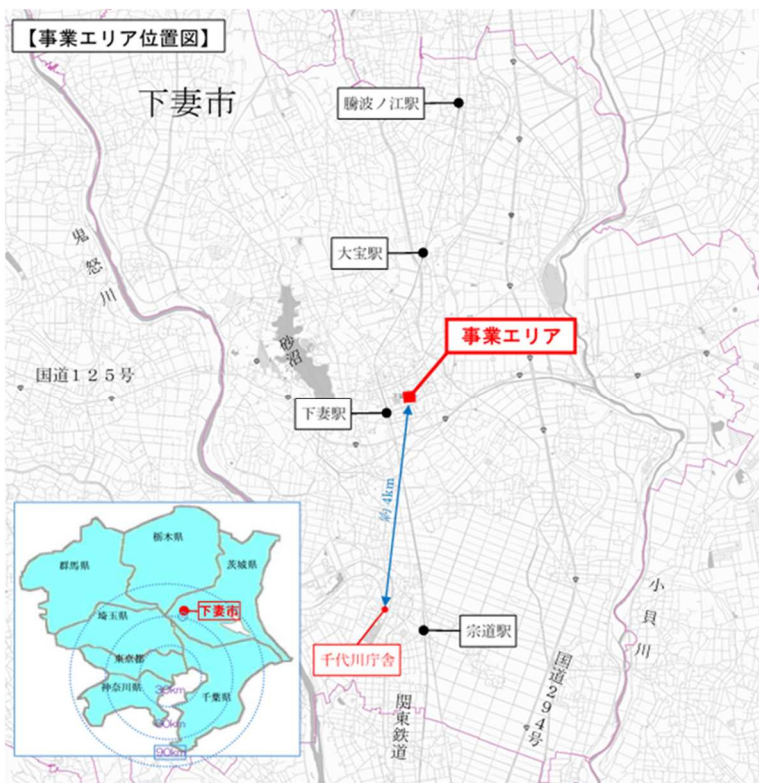 【事業エリア位置図】
下妻市
騰波ノ江駅
大宝駅
鬼怒川
砂沼
事業エリア
国道125号
下妻駅
約4km
栃木県
群馬県
茨城県
埼玉県
下妻市
東京都
神奈川県
千葉県
30km
60km
90km
千代川庁舎
宗道駅
小貝川
国道294号
関東鉄道